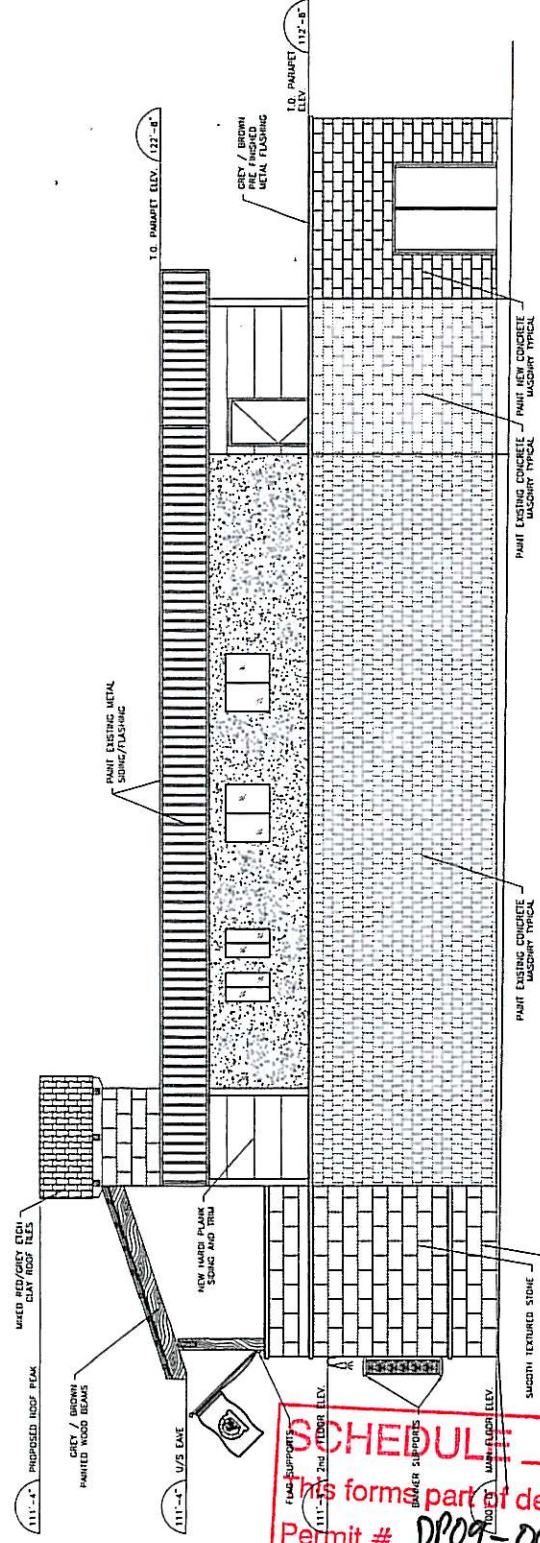 111'-4" PROPOSED ROOF PEAK
MIXED RED/GREY ETCH
CLAY ROOF TILES
GREY / BROWN
PAINTED WOOD BEAMS
111'-4" U/S EAVE
NEW HARDI PLANK
SIDING AND TRIM
PAINT EXISTING METAL
SIDING/FLASHING
T.O. PARAPET ELEV. 122'-8"
GREY / BROWN
PRE FINISHED
METAL FLASHING
T.O. PARAPET
ELEV.
112'-8"
FLAG SUPPORTS
2nd FLOOR ELEV.
BANNER SUPPORTS
MAIN FLOOR ELEV.
SMOOTH TEXTURED STONE
PAINT EXISTING CONCRETE
MASONRY TYPICAL
PAINT EXISTING CONCRETE
MASONRY TYPICAL
PAINT NEW CONCRETE
MASONRY TYPICAL
SCHEDULE
This forms part of de
Permit # DP09-00